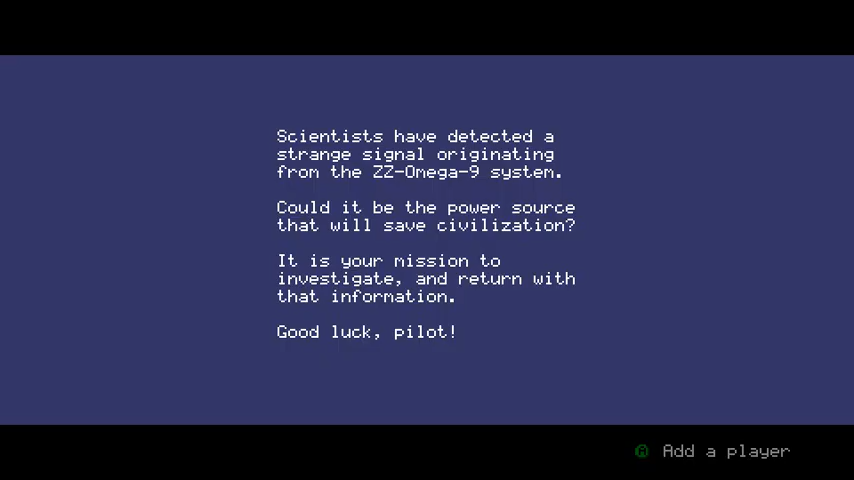 Scientists have detected a
strange signal originating
from the ZZ-Omega-9 system.
Could it be the power source
that will save civilization?
It is your mission to
investigate, and return with
that information.
Good luck, pilot!
A Add a player